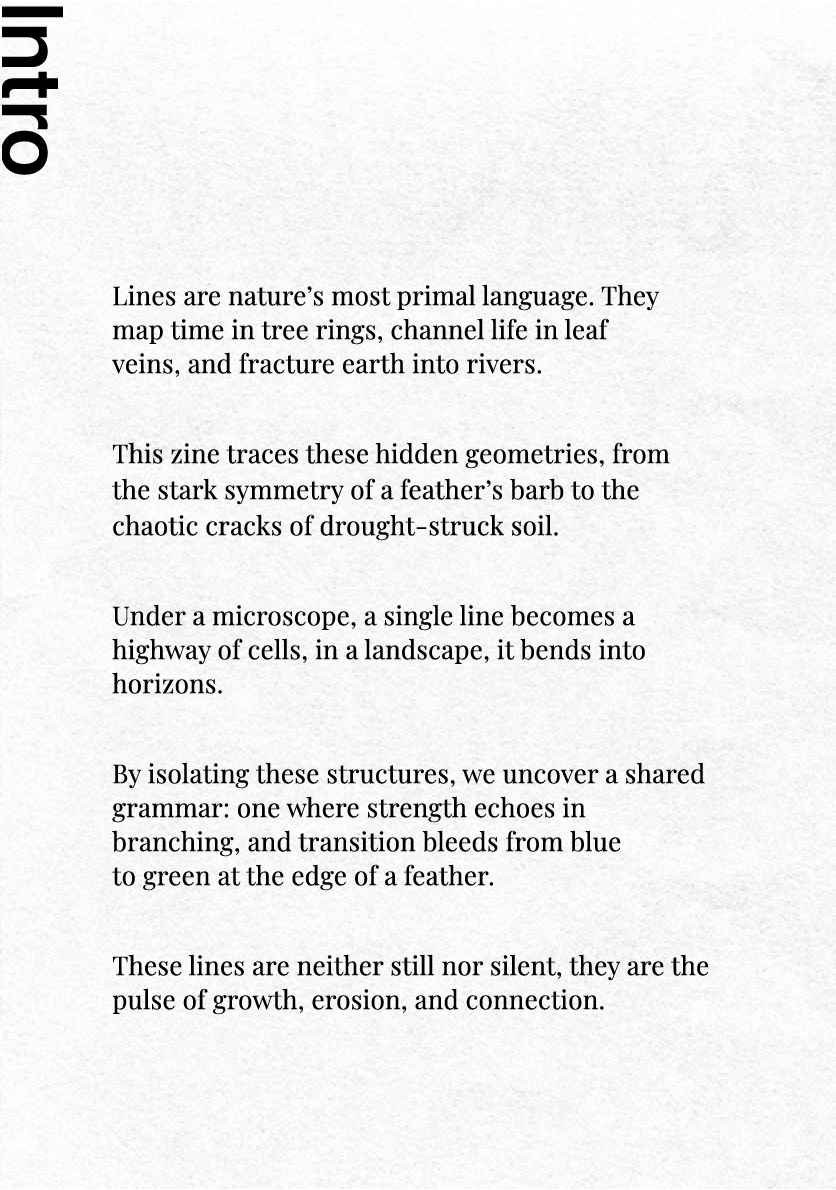 Intro
Lines are nature’s most primal language. They
map time in tree rings, channel life in leaf
veins, and fracture earth into rivers.
This zine traces these hidden geometries, from
the stark symmetry of a feather’s barb to the
chaotic cracks of drought-struck soil.
Under a microscope, a single line becomes a
highway of cells, in a landscape, it bends into
horizons.
By isolating these structures, we uncover a shared
grammar: one where strength echoes in
branching, and transition bleeds from blue
to green at the edge of a feather.
These lines are neither still nor silent, they are the
pulse of growth, erosion, and connection.